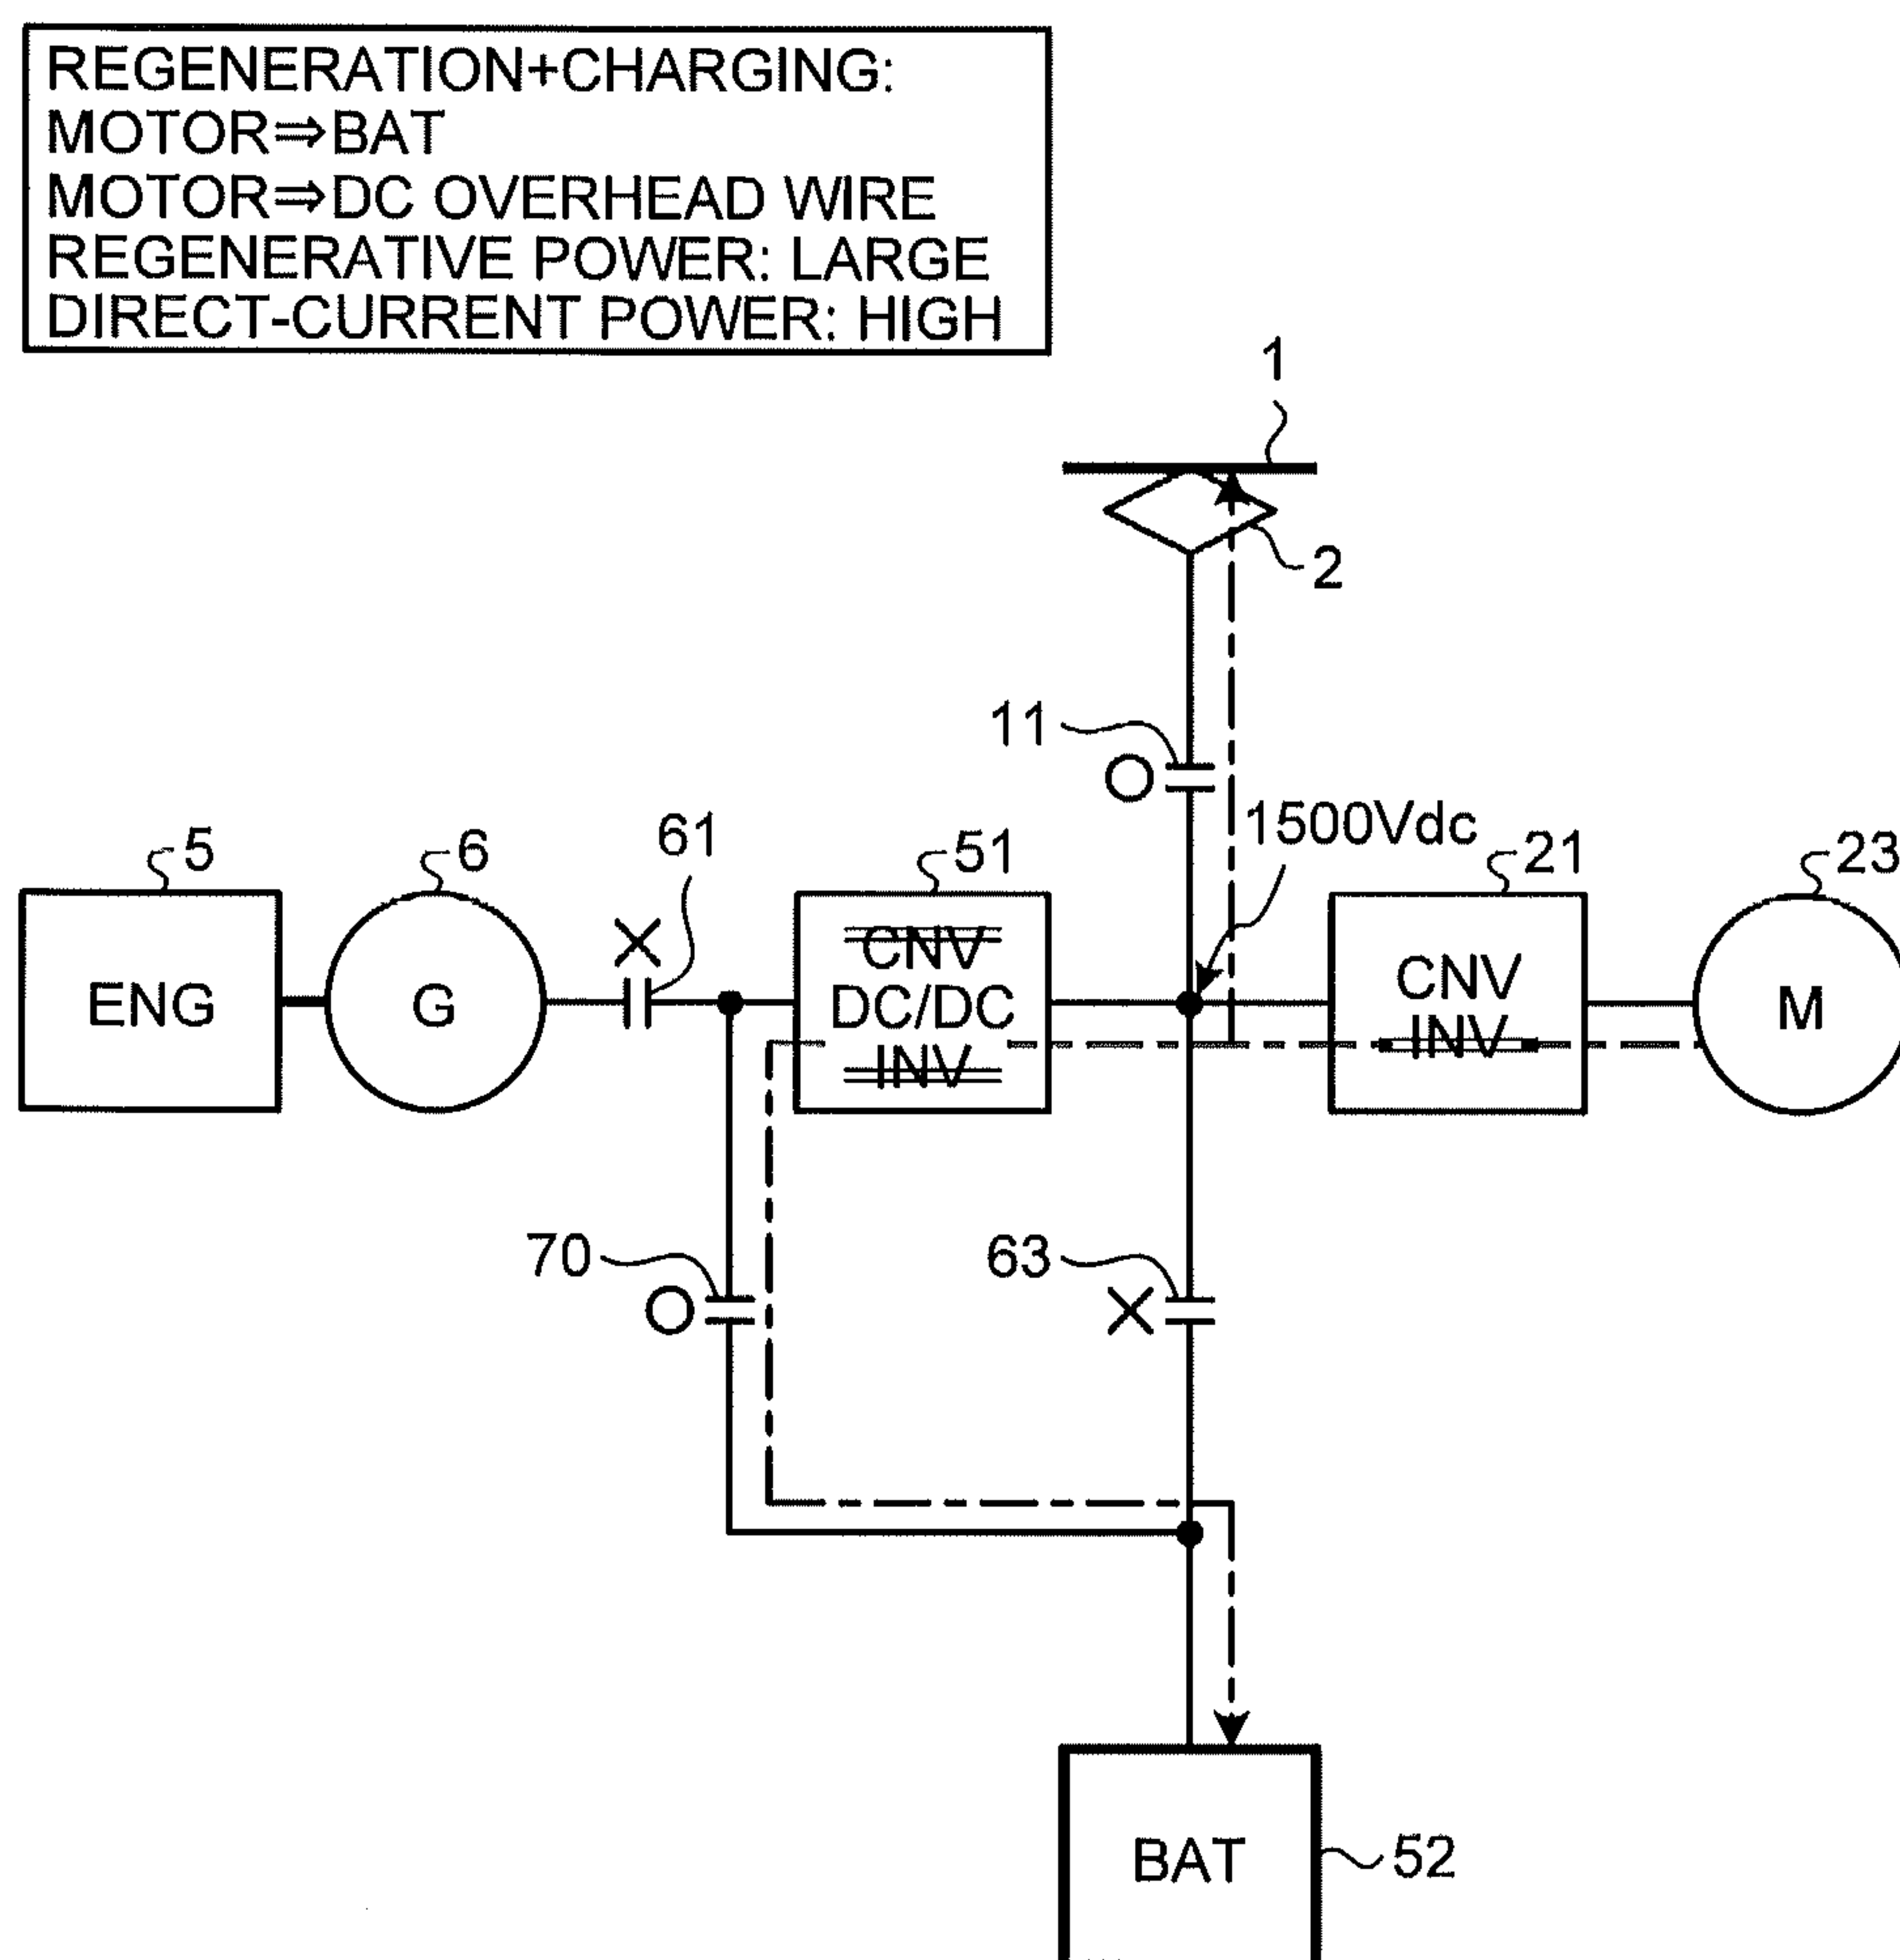 REGENERATION+CHARGING:
MOTOR⇒BAT
MOTOR⇒DC OVERHEAD WIRE
REGENERATIVE POWER: LARGE
DIRECT-CURRENT POWER: HIGH
1
2
11
1500Vdc
5
6
61
51
21
23
ENG
G
CNV
DC/DC
INV
CNV
INV
M
70
63
BAT
52